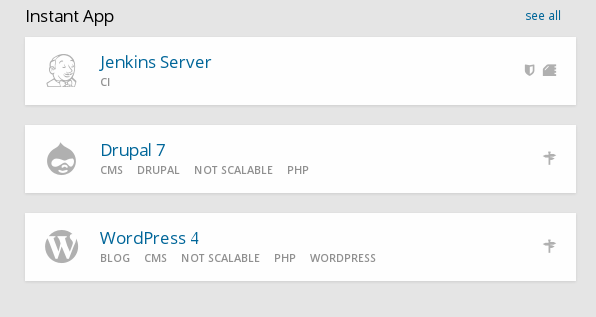 Instant App see all
Jenkins Server
CI
Drupal 7
CMS DRUPAL NOT SCALABLE PHP
WordPress 4
BLOG CMS NOT SCALABLE PHP WORDPRESS